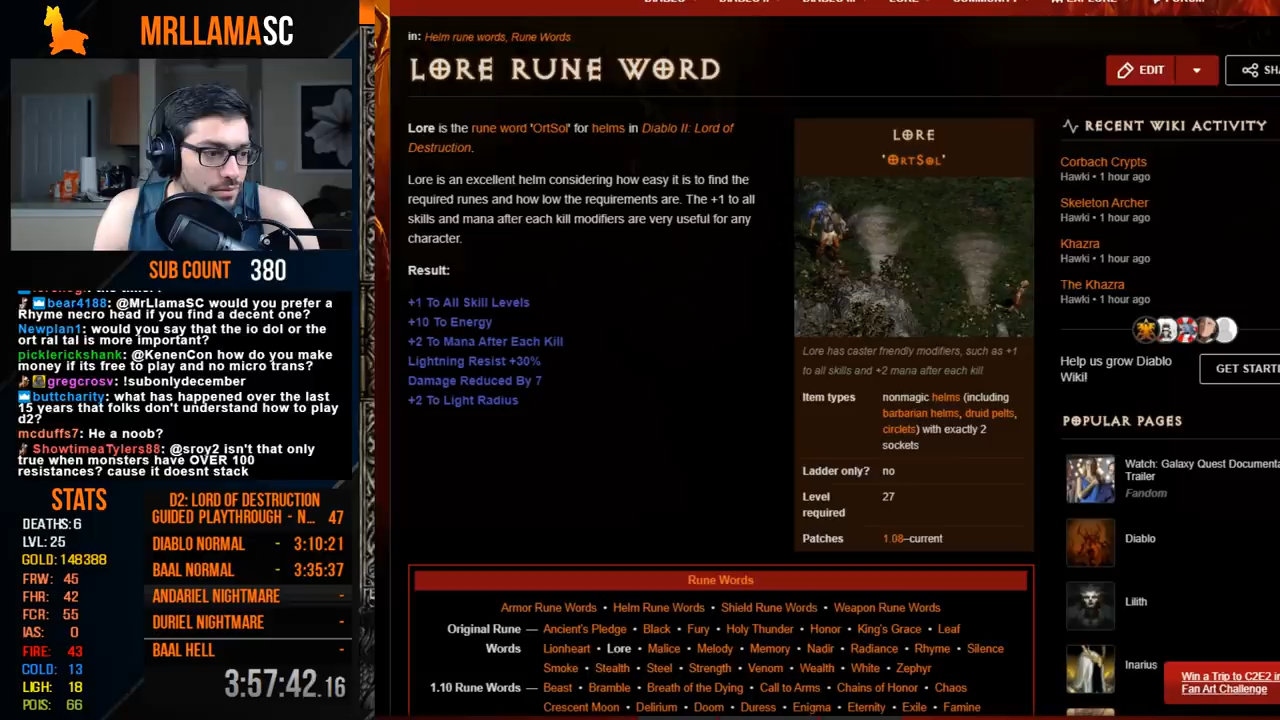 MRLLAMASC
SUB COUNT 380
bear4188: @MrLlamaSC would you prefer a
Rhyme necro head if you find a decent one?
Newplan1: would you say that the io dol or the
ort ral tal is more important?
picklerickshank: @KenenCon how do you make
money if its free to play and no micro trans?
gregcrosv: !subonlydecember
buttcharity: what has happened over the last
15 years that folks don't understand how to play
d2?
mcduffs7: He a noob?
ShowtimeaTylers88: @sroy2 isn't that only
true when monsters have OVER 100
resistances? cause it doesnt stack
STATS
DEATHS: 6
LVL: 25
GOLD: 148388
FRW: 45
FHR: 42
FCR: 55
IAS: 0
FIRE: 43
COLD: 13
LIGH: 18
POIS: 66
D2: LORD OF DESTRUCTION
GUIDED PLAYTHROUGH - N... 47
DIABLO NORMAL - 3:10:21
BAAL NORMAL - 3:35:37
ANDARIEL NIGHTMARE -
DURIEL NIGHTMARE -
BAAL HELL -
3:57:42.16
in: Helm rune words, Rune Words
LORE RUNE WORD
EDIT
SHA
Lore is the rune word 'OrtSol' for helms in Diablo II: Lord of
Destruction.
Lore is an excellent helm considering how easy it is to find the
required runes and how low the requirements are. The +1 to all
skills and mana after each kill modifiers are very useful for any
character.
Result:
+1 To All Skill Levels
+10 To Energy
+2 To Mana After Each Kill
Lightning Resist +30%
Damage Reduced By 7
+2 To Light Radius
LORE
'ORTSOL'
Lore has caster friendly modifiers, such as +1
to all skills and +2 mana after each kill
Item types nonmagic helms (including
barbarian helms, druid pelts,
circlets) with exactly 2
sockets
Ladder only? no
Level
required 27
Patches 1.08–current
Rune Words
Armor Rune Words • Helm Rune Words • Shield Rune Words • Weapon Rune Words
Original Rune — Ancient's Pledge • Black • Fury • Holy Thunder • Honor • King's Grace • Leaf
Words Lionheart • Lore • Malice • Melody • Memory • Nadir • Radiance • Rhyme • Silence
Smoke • Stealth • Steel • Strength • Venom • Wealth • White • Zephyr
1.10 Rune Words — Beast • Bramble • Breath of the Dying • Call to Arms • Chains of Honor • Chaos
Crescent Moon • Delirium • Doom • Duress • Enigma • Eternity • Exile • Famine
RECENT WIKI ACTIVITY
Corbach Crypts
Hawki • 1 hour ago
Skeleton Archer
Hawki • 1 hour ago
Khazra
Hawki • 1 hour ago
The Khazra
Hawki • 1 hour ago
Help us grow Diablo
Wiki!
GET START
POPULAR PAGES
Watch: Galaxy Quest Documenta
Trailer
Fandom
Diablo
Lilith
Inarius
Win a Trip to C2E2 in
Fan Art Challenge